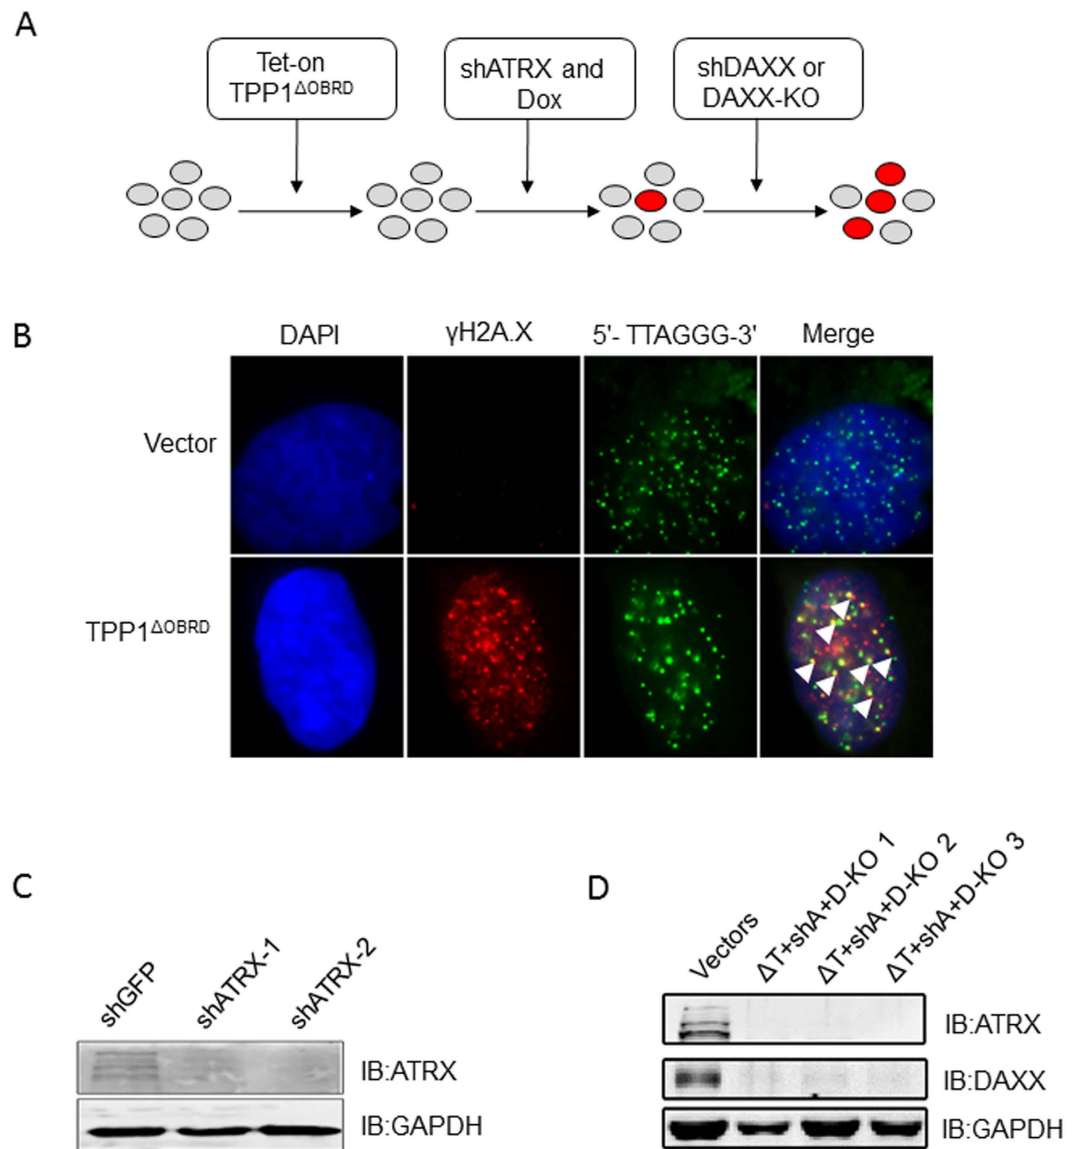 A
Tet-on
TPP1ΔOBRD
shATRX and
Dox
shDAXX or
DAXX-KO
B
DAPI
γH2A.X
5'- TTAGGG-3'
Merge
Vector
TPP1ΔOBRD
C
shGFP
shATRX-1
shATRX-2
IB:ATRX
IB:GAPDH
D
Vectors
ΔT+shA+D-KO 1
ΔT+shA+D-KO 2
ΔT+shA+D-KO 3
IB:ATRX
IB:DAXX
IB:GAPDH